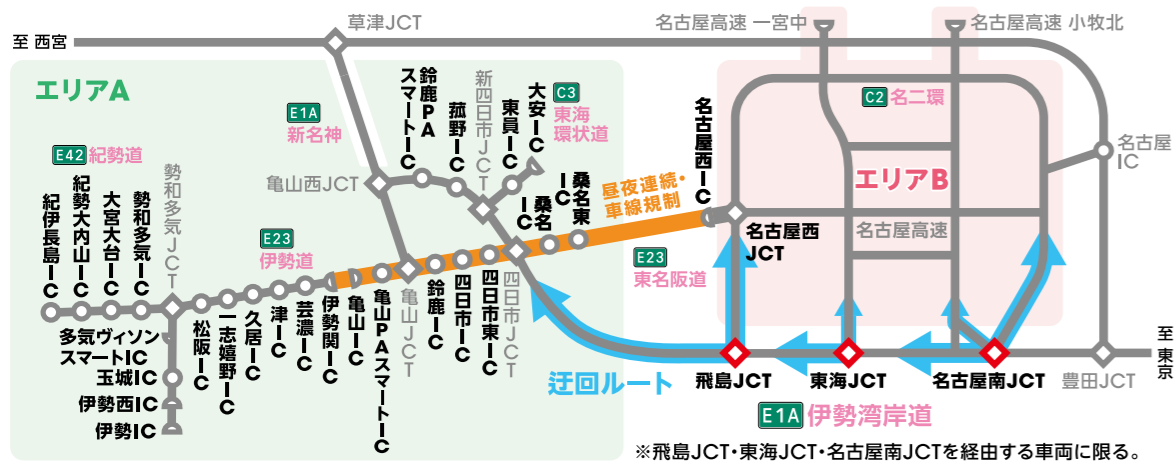 草津JCT
名古屋高速 一宮中
名古屋高速 小牧北
至 西宮
エリアA
E1A
新名神
鈴鹿PA
スマートIC
菰野IC
新四日市JCT
東員IC
大安IC
C3
東海
環状道
C2 名二環
名古屋西IC
名古屋
IC
E42 紀勢道
勢和多気JCT
亀山西JCT
エリアB
紀伊長島IC
紀勢大内山IC
大宮大台IC
勢和多気IC
桑名
IC
桑名東
IC
昼夜連続・
車線規制
E23
伊勢道
E23
東名阪道
名古屋西
JCT
名古屋高速
多気ヴィソン
スマートIC
玉城IC
伊勢西IC
伊勢IC
松阪IC
一志嬉野IC
久居IC
津IC
芸濃IC
伊勢関IC
亀山IC
亀山PAスマートIC
亀山JCT
鈴鹿IC
四日市IC
四日市東IC
四日市JCT
至 東京
迂回ルート
飛島JCT
東海JCT
名古屋南JCT
豊田JCT
E1A 伊勢湾岸道
※飛島JCT・東海JCT・名古屋南JCTを経由する車両に限る。